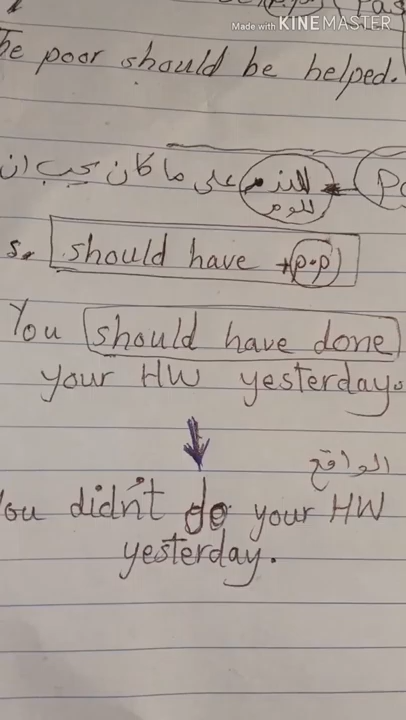 Made with KINEMASTER
The poor should be helped.
للندم على ما كان يجب ان
للوم
s. should have + (p.p)
You should have done
your HW yesterday.
الواقع
You didn't do your HW
yesterday.